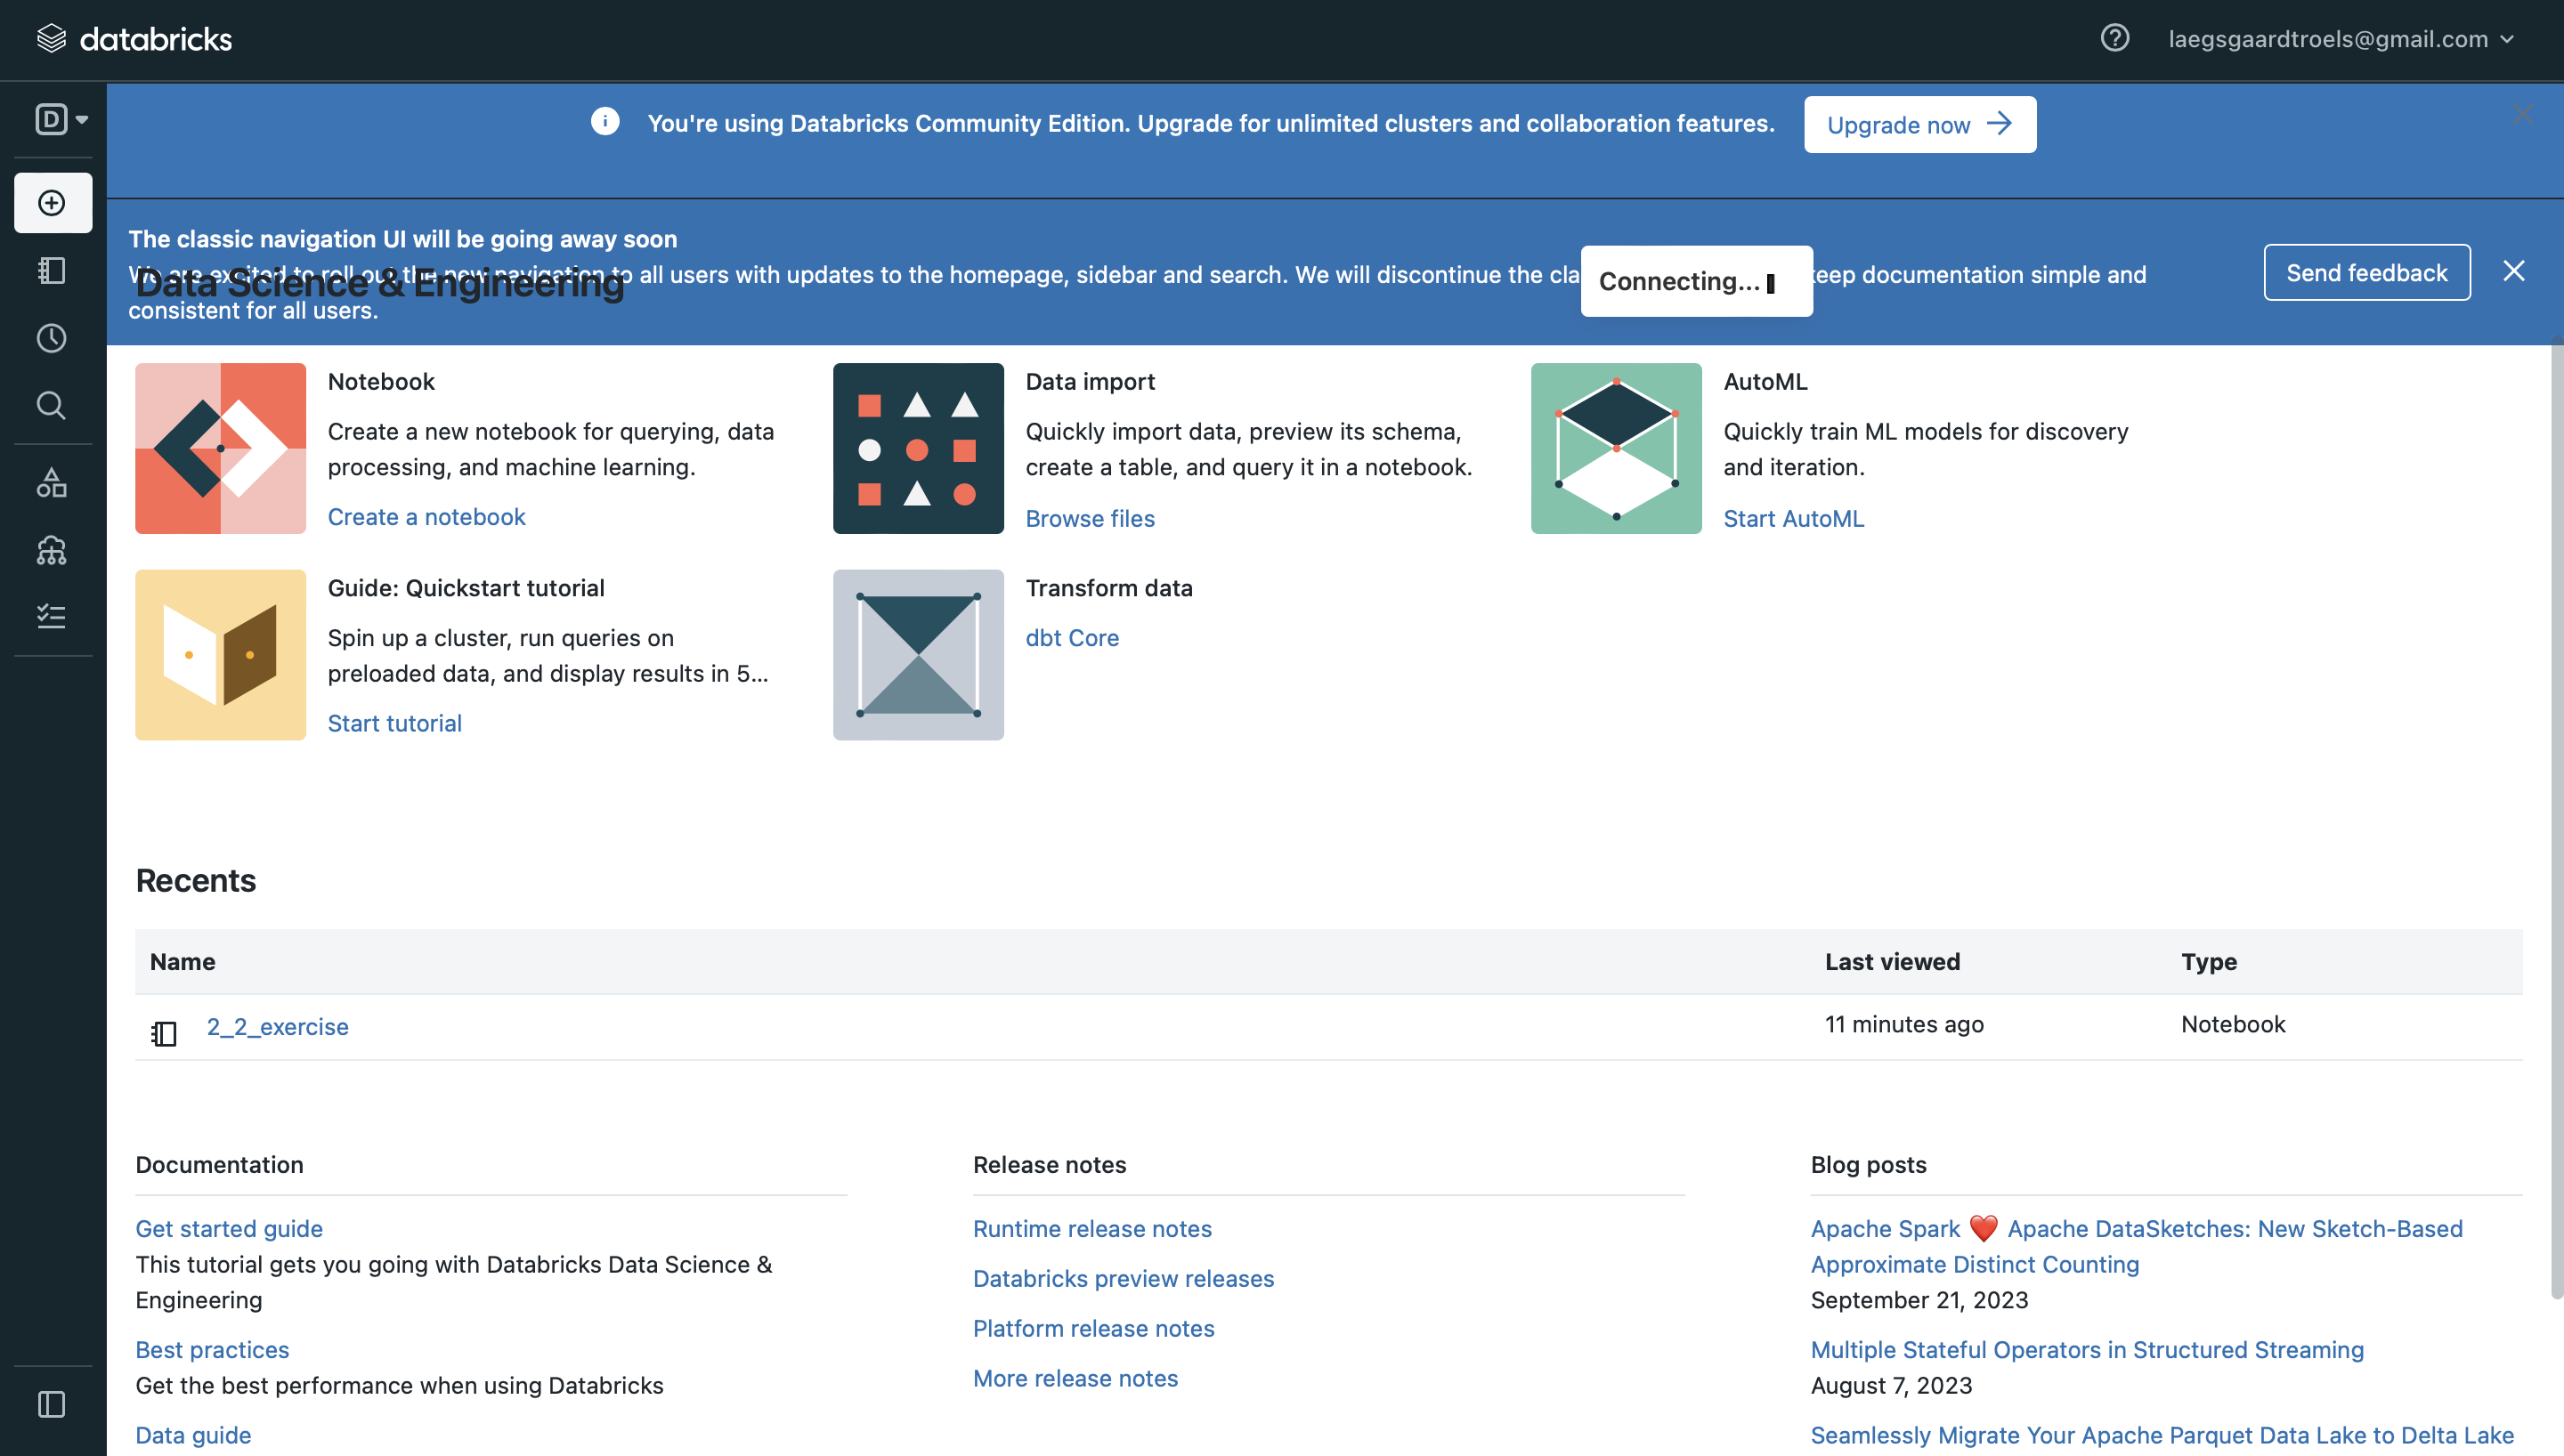 databricks
laegsgaardtroels@gmail.com
D
You're using Databricks Community Edition. Upgrade for unlimited clusters and collaboration features.
Upgrade now
The classic navigation UI will be going away soon
We are excited to roll out the new navigation to all users with updates to the homepage, sidebar and search. We will discontinue the cla
keep documentation simple and
consistent for all users.
Data Science & Engineering
Connecting...
Send feedback
Notebook
Create a new notebook for querying, data
processing, and machine learning.
Create a notebook
Data import
Quickly import data, preview its schema,
create a table, and query it in a notebook.
Browse files
AutoML
Quickly train ML models for discovery
and iteration.
Start AutoML
Guide: Quickstart tutorial
Spin up a cluster, run queries on
preloaded data, and display results in 5...
Start tutorial
Transform data
dbt Core
Recents
Name
Last viewed
Type
2_2_exercise
11 minutes ago
Notebook
Documentation
Get started guide
This tutorial gets you going with Databricks Data Science &
Engineering
Best practices
Get the best performance when using Databricks
Data guide
Release notes
Runtime release notes
Databricks preview releases
Platform release notes
More release notes
Blog posts
Apache Spark ❤️ Apache DataSketches: New Sketch-Based
Approximate Distinct Counting
September 21, 2023
Multiple Stateful Operators in Structured Streaming
August 7, 2023
Seamlessly Migrate Your Apache Parquet Data Lake to Delta Lake